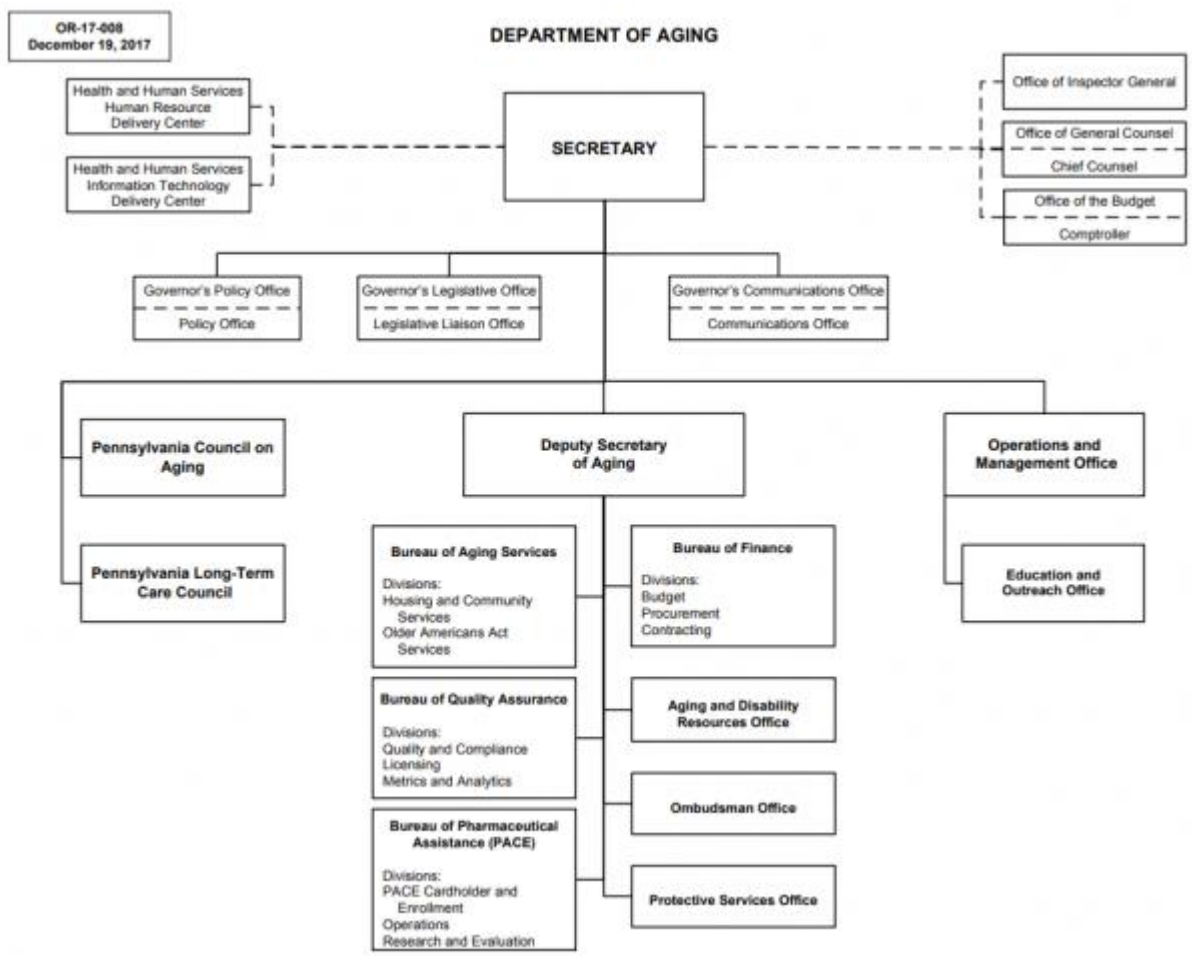 OR-17-008
December 19, 2017
DEPARTMENT OF AGING
Health and Human Services
Human Resource
Delivery Center
Health and Human Services
Information Technology
Delivery Center
SECRETARY
Office of Inspector General
Office of General Counsel
Chief Counsel
Office of the Budget
Comptroller
Governor's Policy Office
Policy Office
Governor's Legislative Office
Legislative Liaison Office
Governor's Communications Office
Communications Office
Pennsylvania Council on
Aging
Pennsylvania Long-Term
Care Council
Deputy Secretary
of Aging
Operations and
Management Office
Education and
Outreach Office
Bureau of Aging Services
Divisions:
Housing and Community
Services
Older Americans Act
Services
Bureau of Finance
Divisions:
Budget
Procurement
Contracting
Bureau of Quality Assurance
Divisions:
Quality and Compliance
Licensing
Metrics and Analytics
Aging and Disability
Resources Office
Ombudsman Office
Bureau of Pharmaceutical
Assistance (PACE)
Divisions:
PACE Cardholder and
Enrollment
Operations
Research and Evaluation
Protective Services Office